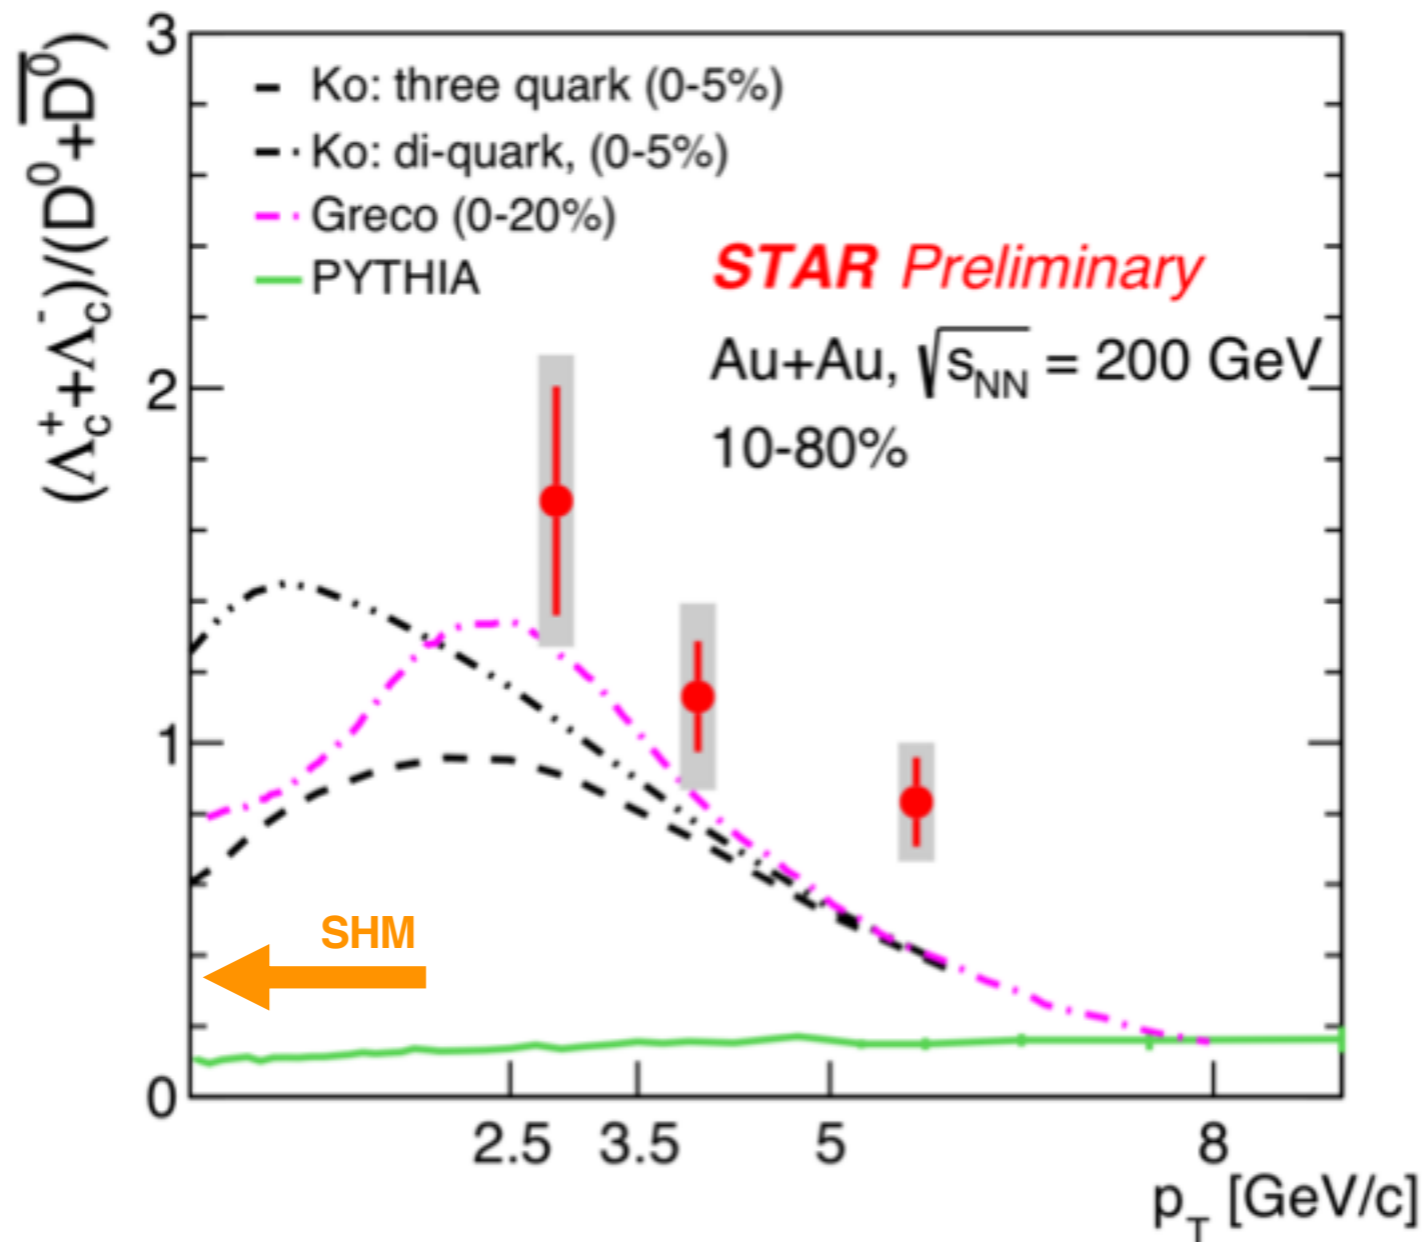 3
2
1
0
(Λc⁺+Λc⁻)/(D⁰+D̅⁰)
Ko: three quark (0-5%)
Ko: di-quark, (0-5%)
Greco (0-20%)
PYTHIA
STAR Preliminary
Au+Au, √sNN = 200 GeV
10-80%
SHM
2.5 3.5 5 8
pT [GeV/c]